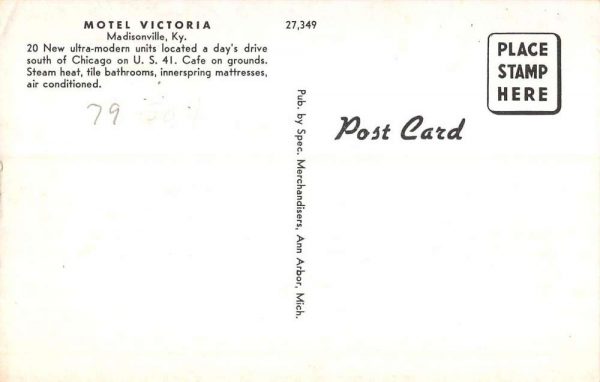 MOTEL VICTORIA
Madisonville, Ky.
20 New ultra-modern units located a day's drive
south of Chicago on U. S. 41. Cafe on grounds.
Steam heat, tile bathrooms, innerspring mattresses,
air conditioned.
79
27,349
Pub. by Spec. Merchandisers, Ann Arbor, Mich.
Post Card
PLACE
STAMP
HERE